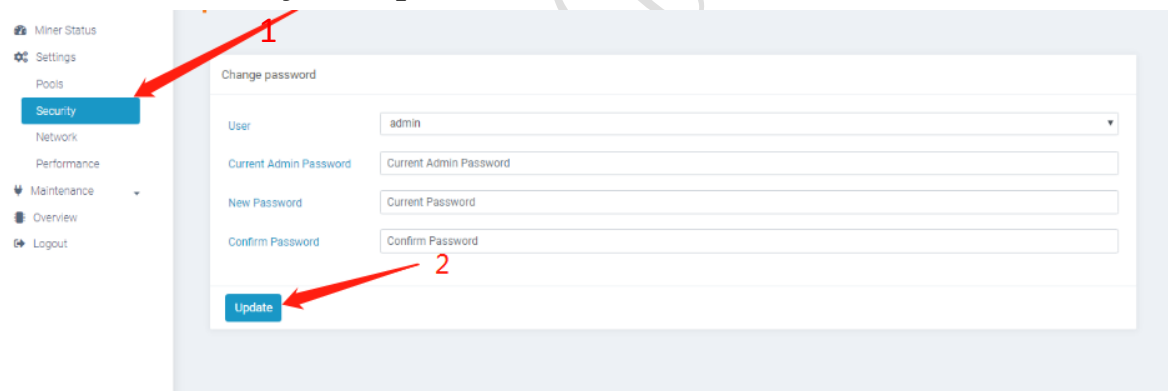 Miner Status
1
Settings
Pools
Change password
Security
User
admin
Network
Performance
Current Admin Password
Current Admin Password
Maintenance
New Password
Current Password
Overview
Logout
Confirm Password
Confirm Password
2
Update